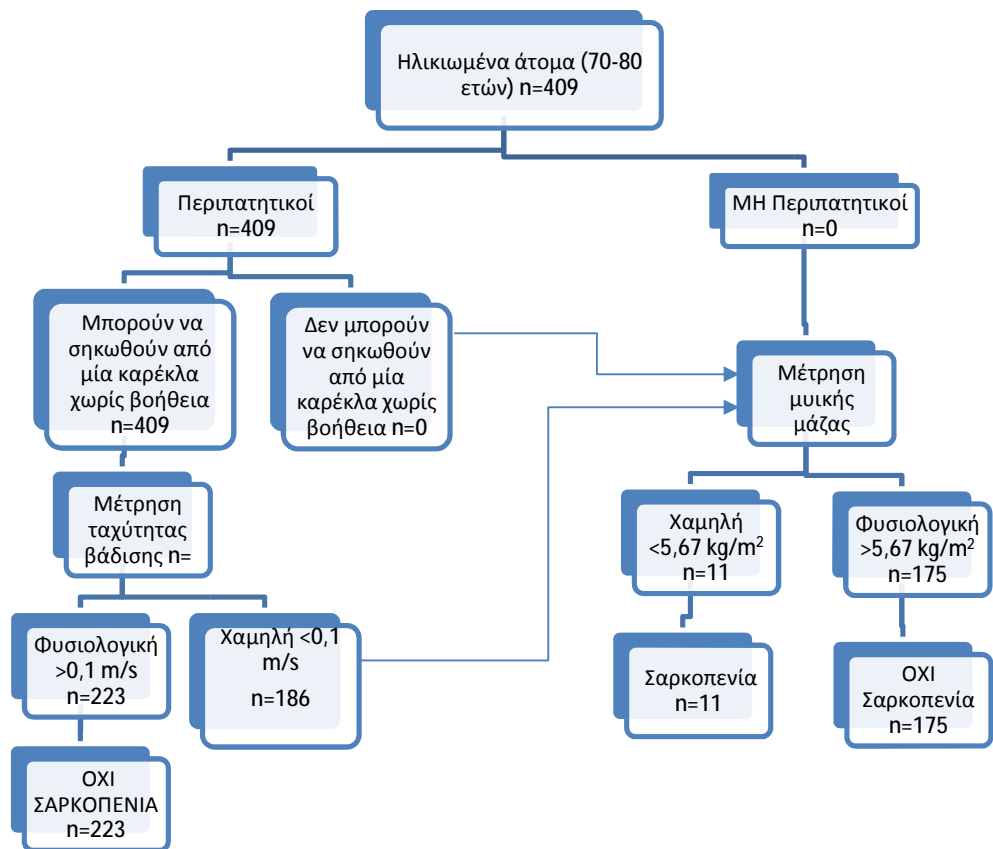 Ηλικιωμένα άτομα (70-80
ετών) n=409
Περιπατητικοί
n=409
ΜΗ Περιπατητικοί
n=0
Μπορούν να
σηκωθούν από
μία καρέκλα
χωρίς βοήθεια
n=409
Δεν μπορούν
να σηκωθούν
από μία
καρέκλα χωρίς
βοήθεια n=0
Μέτρηση
μυικής
μάζας
Μέτρηση
ταχύτητας
βάδισης n=
Χαμηλή
<5,67 kg/m²
n=11
Φυσιολογική
>5,67 kg/m²
n=175
Φυσιολογική
>0,1 m/s
n=223
Χαμηλή <0,1
m/s
n=186
Σαρκοπενία
n=11
ΟΧΙ
Σαρκοπενία
n=175
ΟΧΙ
ΣΑΡΚΟΠΕΝΙΑ
n=223